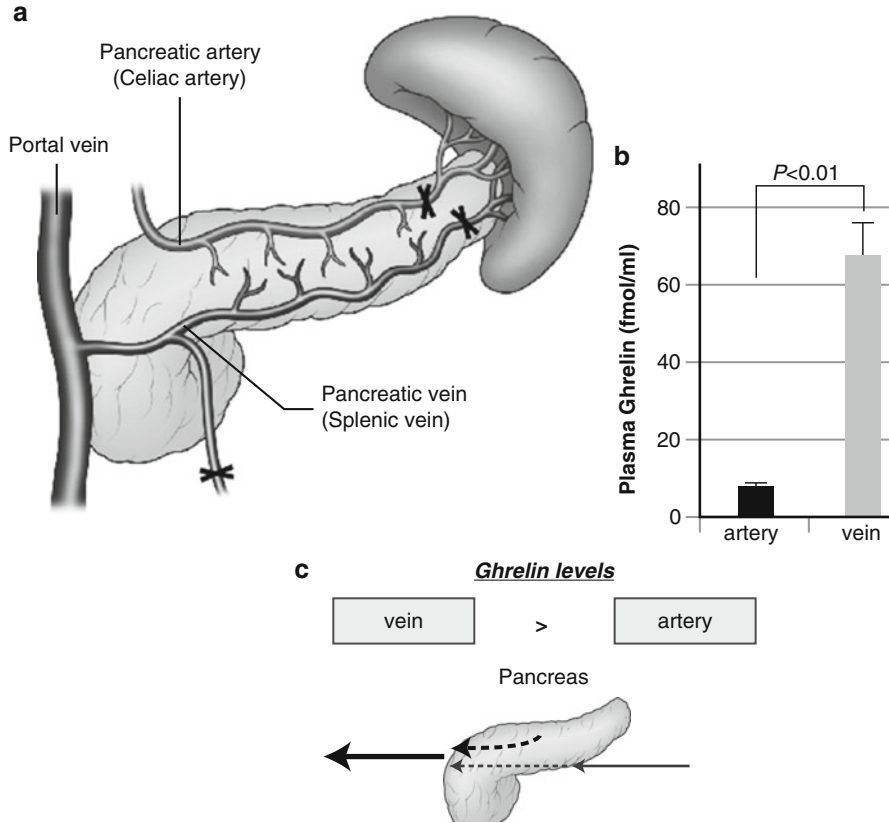 a
Pancreatic artery
(Celiac artery)
Portal vein
Pancreatic vein
(Splenic vein)
b
P<0.01
Plasma Ghrelin (fmol/ml)
80
60
40
20
0
artery
vein
c
Ghrelin levels
vein
>
artery
Pancreas